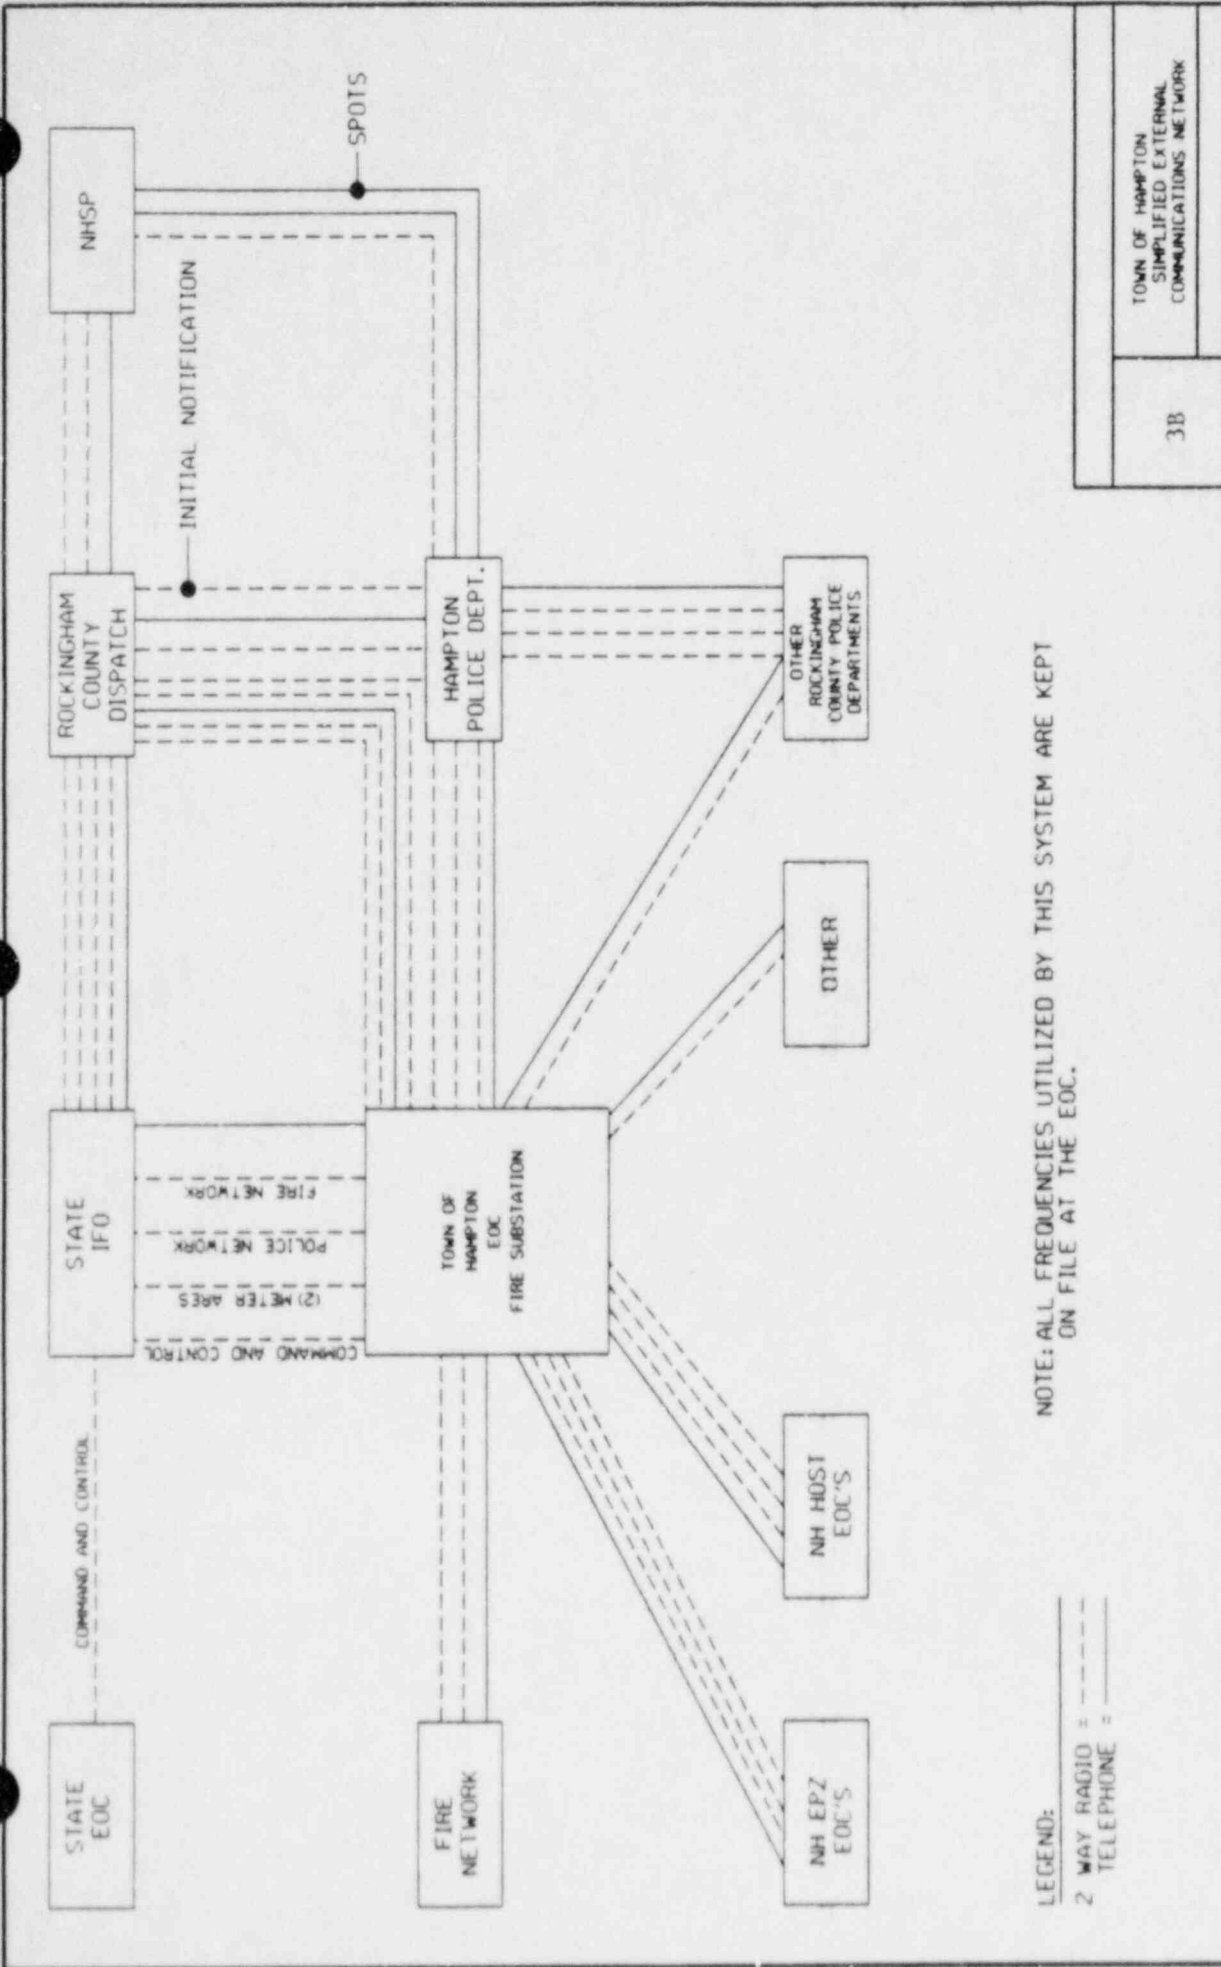 STATE
EOC
COMMAND AND CONTROL
STATE
IFO
ROCKINGHAM
COUNTY
DISPATCH
NHSP
INITIAL NOTIFICATION
SPOTS
COMMAND AND CONTROL
(2) METER ARES
POLICE NETWORK
FIRE NETWORK
FIRE
NETWORK
TOWN OF
HAMPTON
EOC
FIRE SUBSTATION
HAMPTON
POLICE DEPT.
NH EPZ
EOC'S
NH HOST
EOC'S
OTHER
OTHER
ROCKINGHAM
COUNTY POLICE
DEPARTMENTS
LEGEND:
2 WAY RADIO =
TELEPHONE =
NOTE: ALL FREQUENCIES UTILIZED BY THIS SYSTEM ARE KEPT
ON FILE AT THE EOC.
3B
TOWN OF HAMPTON
SIMPLIFIED EXTERNAL
COMMUNICATIONS NETWORK